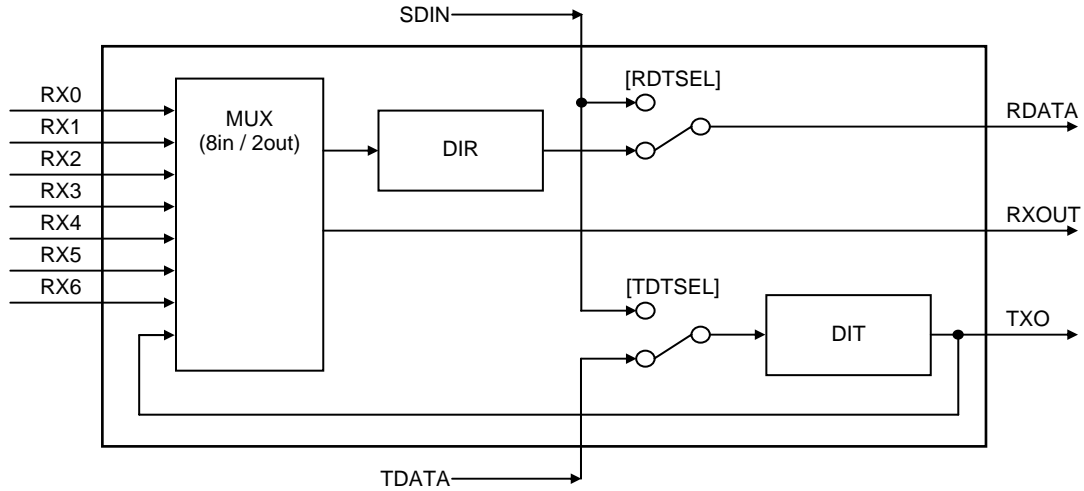 SDIN
[RDTSEL]
RX0
RX1
RX2
RX3
RX4
RX5
RX6
MUX
(8in / 2out)
DIR
RDATA
RXOUT
[TDTSEL]
DIT
TXO
TDATA